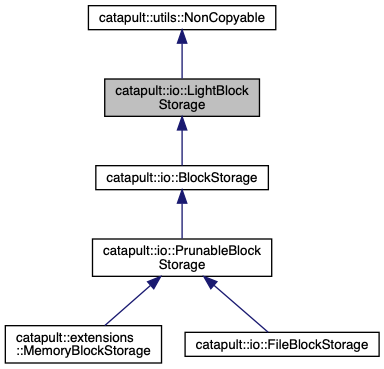 catapult::utils::NonCopyable
catapult::io::LightBlock
Storage
catapult::io::BlockStorage
catapult::io::PrunableBlock
Storage
catapult::extensions
::MemoryBlockStorage
catapult::io::FileBlockStorage